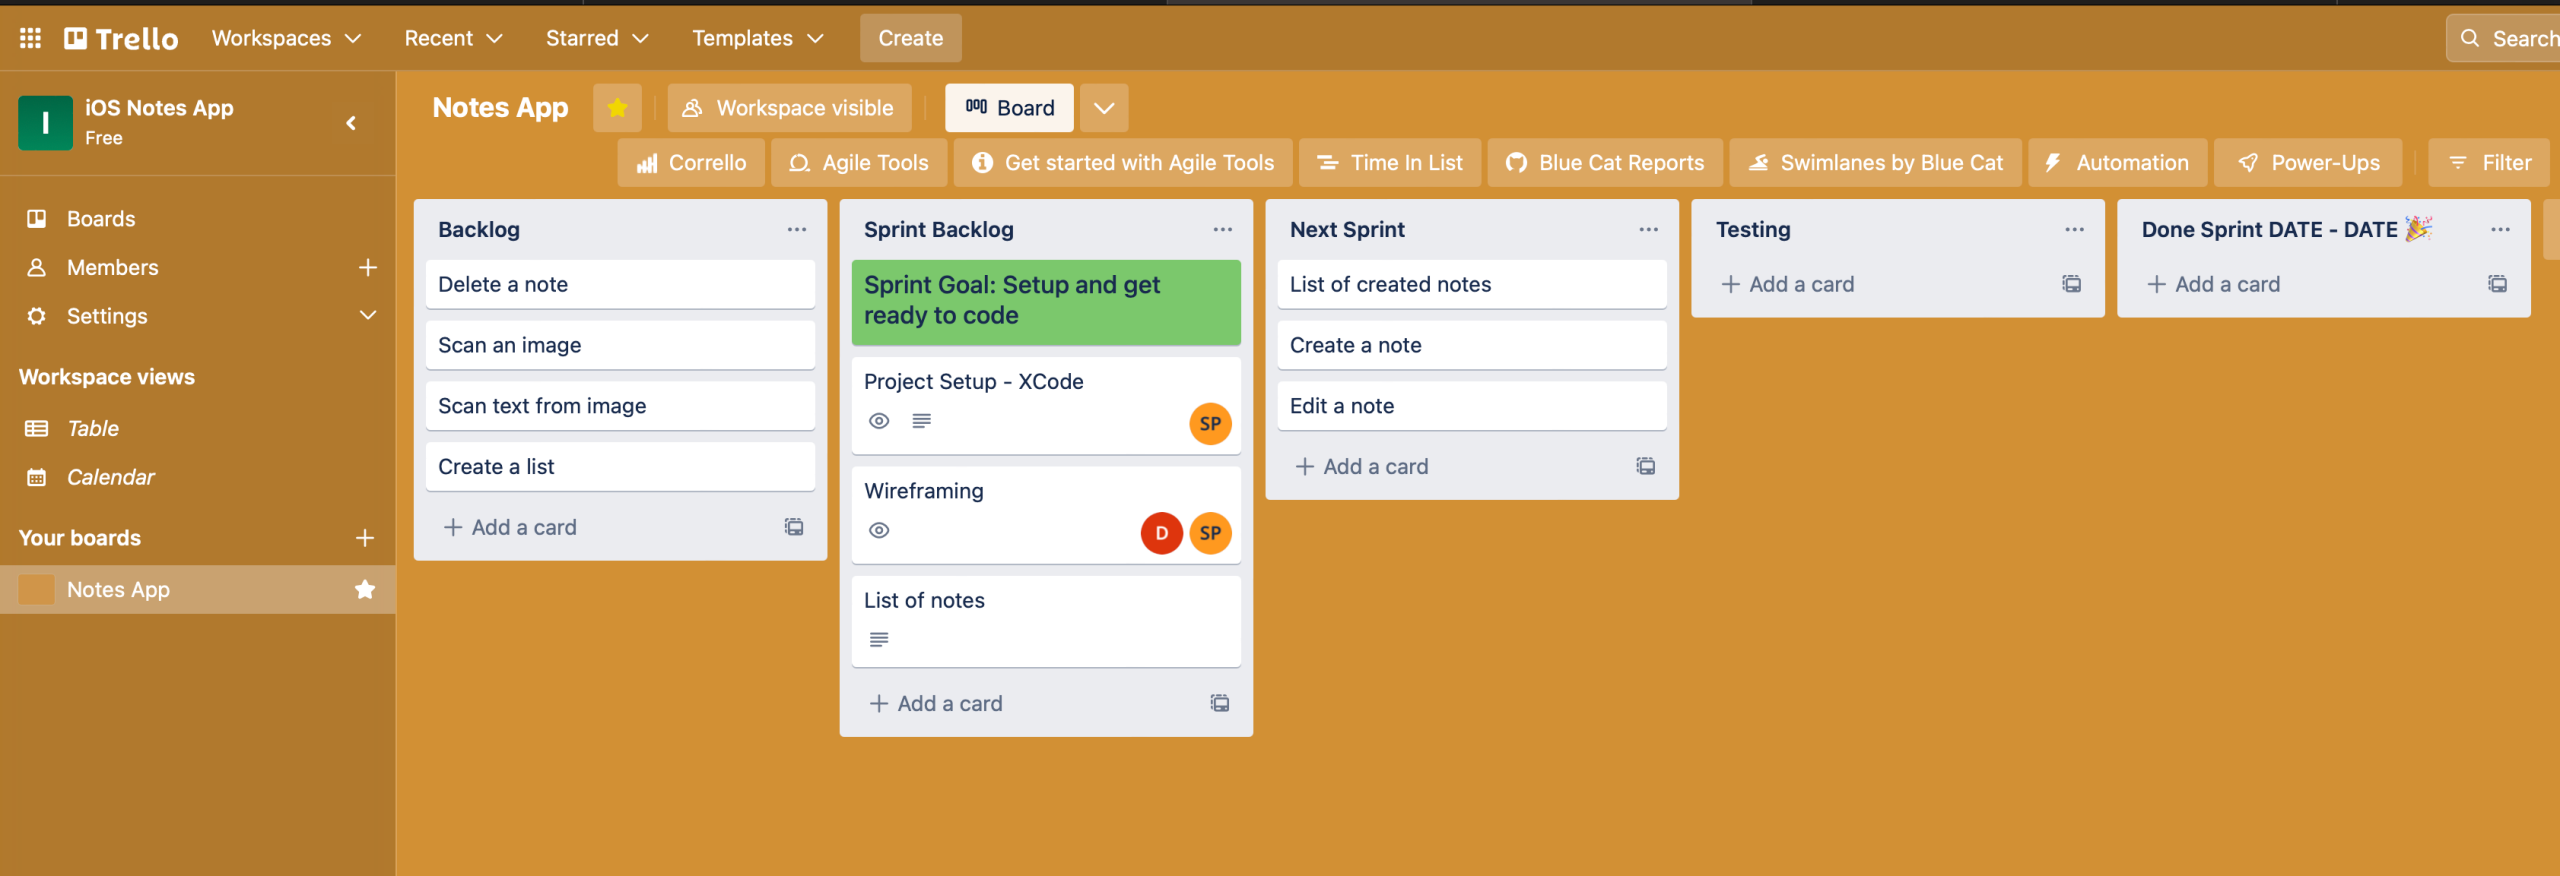 Trello
Workspaces
Recent
Starred
Templates
Create
Search
I
iOS Notes App
Free
Boards
Members
Settings
Workspace views
Table
Calendar
Your boards
Notes App
Notes App
Workspace visible
Board
Corrello
Agile Tools
Get started with Agile Tools
Time In List
Blue Cat Reports
Swimlanes by Blue Cat
Automation
Power-Ups
Filter
Backlog
Delete a note
Scan an image
Scan text from image
Create a list
Add a card
Sprint Backlog
Sprint Goal: Setup and get
ready to code
Project Setup - XCode
SP
Wireframing
D
SP
List of notes
Add a card
Next Sprint
List of created notes
Create a note
Edit a note
Add a card
Testing
Add a card
Done Sprint DATE - DATE 🎉
Add a card